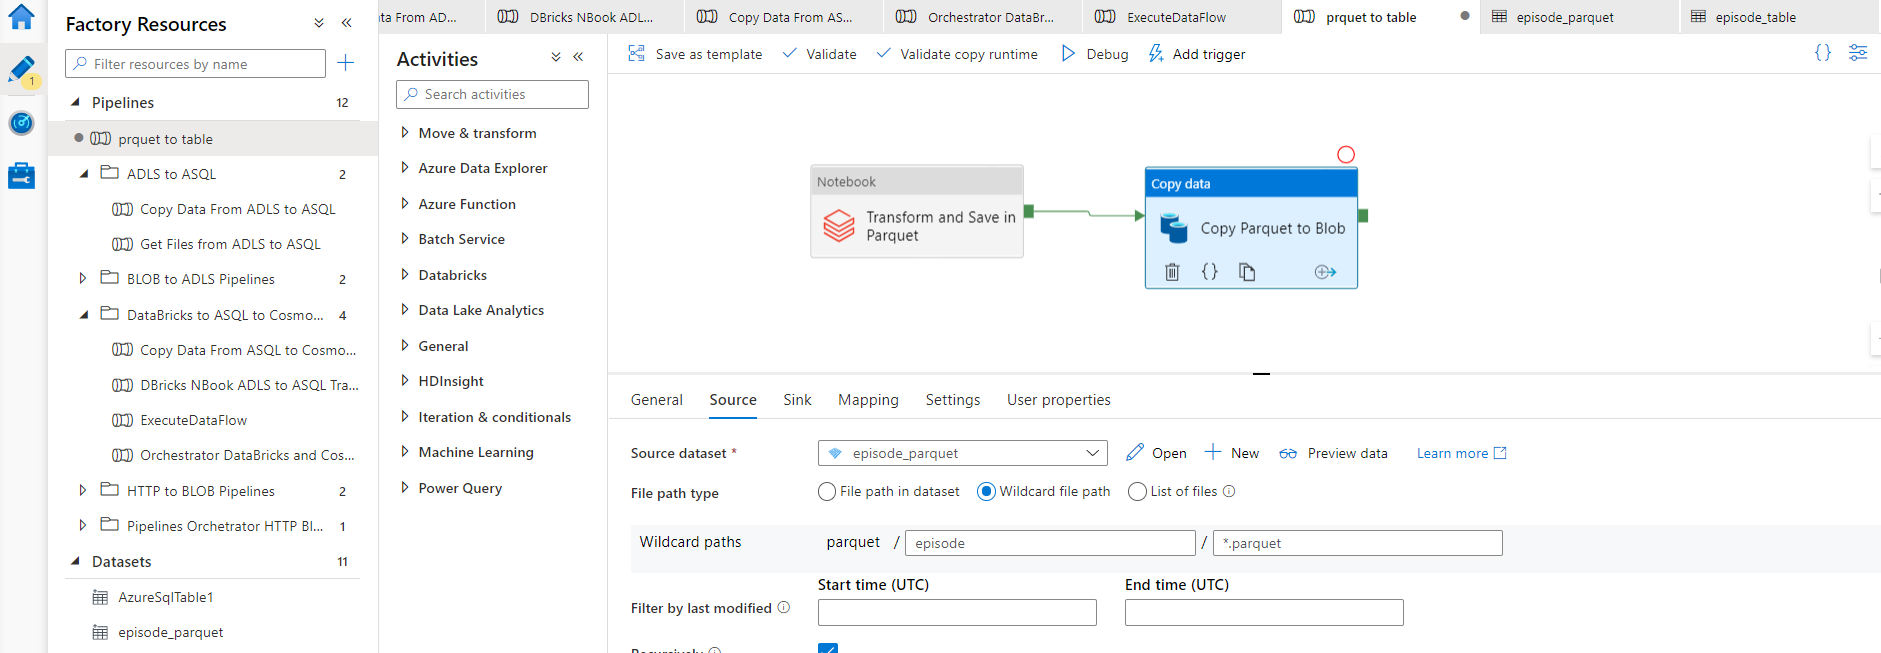 Factory Resources
Filter resources by name
1
Pipelines 12
prquet to table
ADLS to ASQL 2
Copy Data From ADLS to ASQL
Get Files from ADLS to ASQL
BLOB to ADLS Pipelines 2
DataBricks to ASQL to Cosmo... 4
Copy Data From ASQL to Cosmo...
DBricks NBook ADLS to ASQL Tra...
ExecuteDataFlow
Orchestrator DataBricks and Cos...
HTTP to BLOB Pipelines 2
Pipelines Orchetrator HTTP Bl... 1
Datasets 11
AzureSqlTable1
episode_parquet
ta From AD... DBricks NBook ADL... Copy Data From AS... Orchestrator DataBr... ExecuteDataFlow prquet to table episode_parquet episode_table
Activities
Search activities
Move & transform
Azure Data Explorer
Azure Function
Batch Service
Databricks
Data Lake Analytics
General
HDInsight
Iteration & conditionals
Machine Learning
Power Query
Save as template Validate Validate copy runtime Debug Add trigger {}
Notebook
Transform and Save in
Parquet
Copy data
Copy Parquet to Blob
{}
General Source Sink Mapping Settings User properties
Source dataset * episode_parquet Open New Preview data Learn more
File path type File path in dataset Wildcard file path List of files
Wildcard paths parquet / episode / *.parquet
Start time (UTC) End time (UTC)
Filter by last modified
Recursively